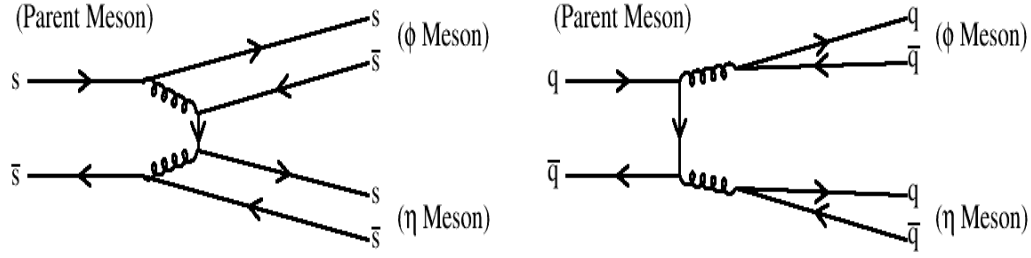 (Parent Meson)
s
s̄
s
s̄
(ϕ Meson)
s
s̄
(η Meson)
(Parent Meson)
q
q̄
q
q̄
(ϕ Meson)
q
q̄
(η Meson)